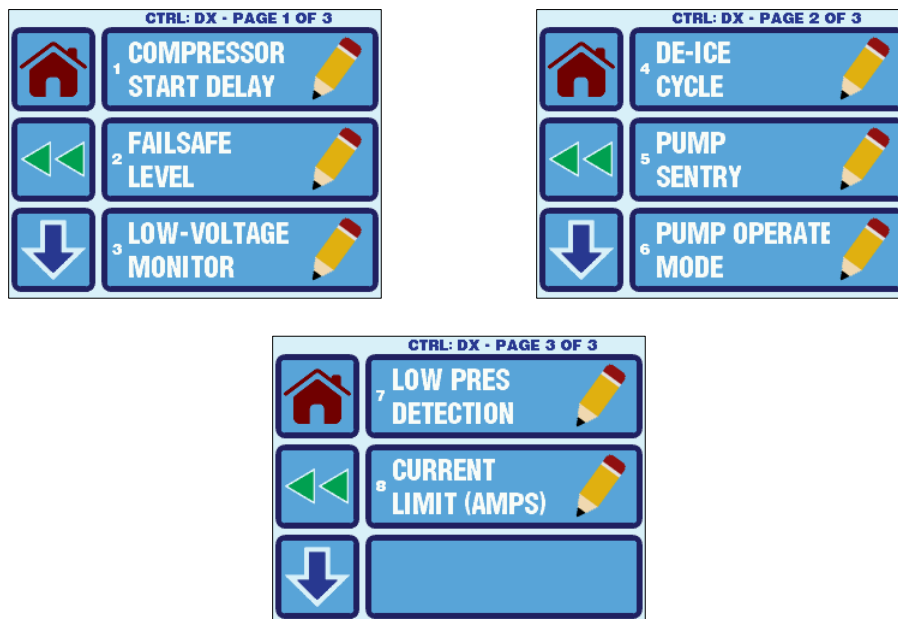 CTRL: DX - PAGE 1 OF 3
1 COMPRESSOR
START DELAY
2 FAILSAFE
LEVEL
3 LOW-VOLTAGE
MONITOR
CTRL: DX - PAGE 2 OF 3
4 DE-ICE
CYCLE
5 PUMP
SENTRY
6 PUMP OPERATE
MODE
CTRL: DX - PAGE 3 OF 3
7 LOW PRES
DETECTION
8 CURRENT
LIMIT (AMPS)